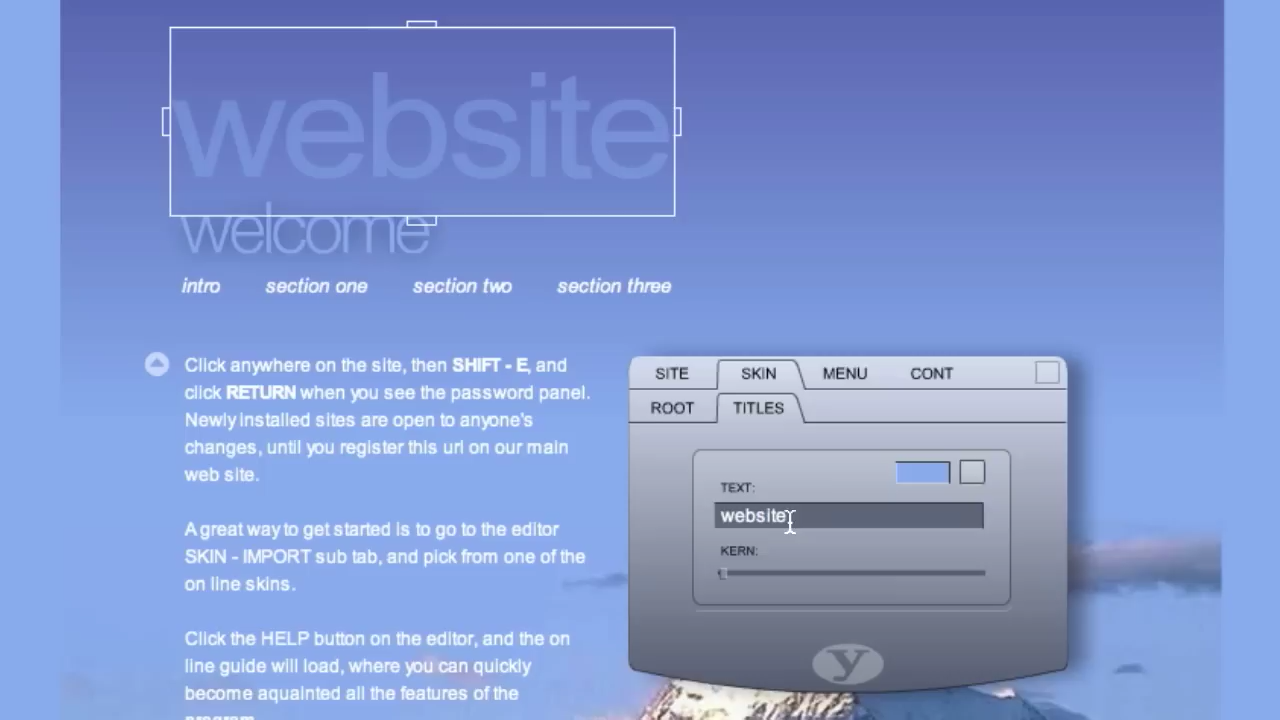 website
welcome
intro section one section two section three
Click anywhere on the site, then SHIFT - E, and
click RETURN when you see the password panel.
Newly installed sites are open to anyone's
changes, until you register this url on our main
web site.
A great way to get started is to go to the editor
SKIN - IMPORT sub tab, and pick from one of the
on line skins.
Click the HELP button on the editor, and the on
line guide will load, where you can quickly
become aquainted all the features of the
program.
SITE SKIN MENU CONT
ROOT TITLES
TEXT:
website
KERN:
y